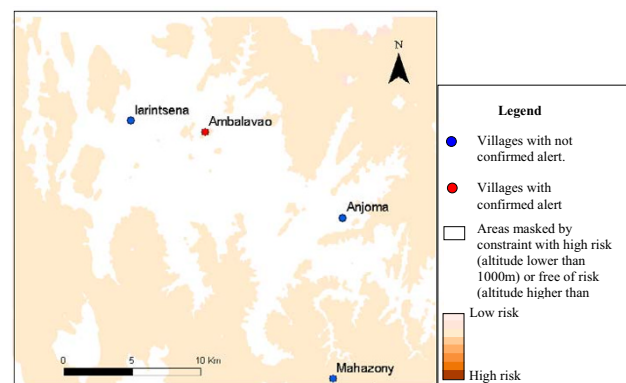 N
Iarintsena
Ambalavao
Anjoma
Mahazony
0 5 10 Km
Legend
Villages with not
confirmed alert.
Villages with
confirmed alert
Areas masked by
constraint with high risk
(altitude lower than
1000m) or free of risk
(altitude higher than
Low risk
High risk